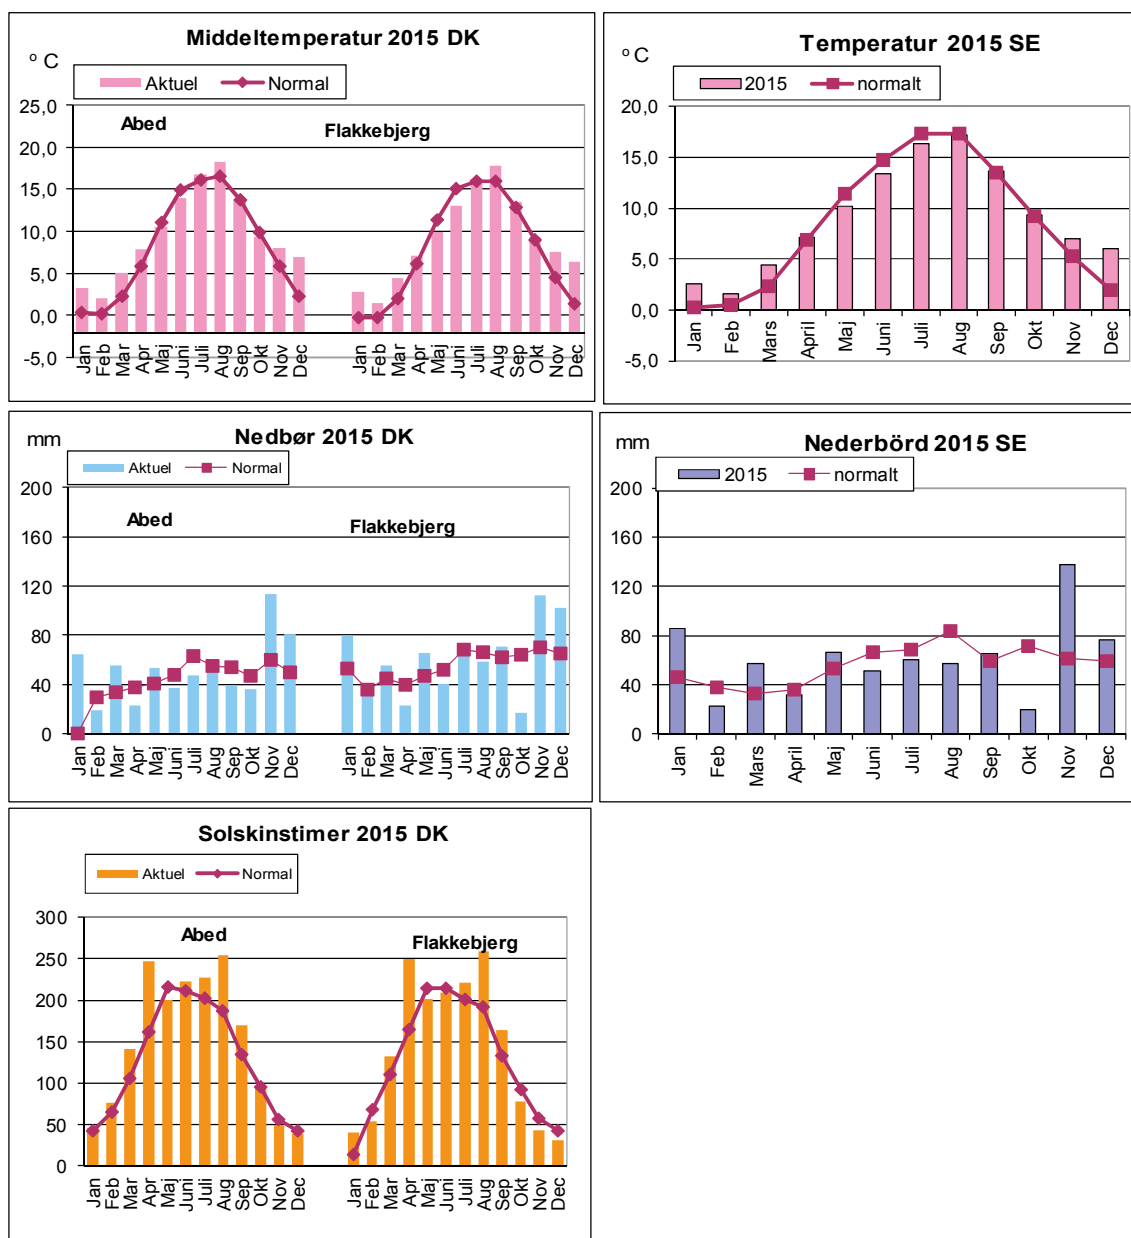 Middeltemperatur 2015 DK
º C
Aktuel Normal
Abed Flakkebjerg
25,0
20,0
15,0
10,0
5,0
0,0
-5,0
Jan Feb Mar Apr Maj Juni Juli Aug Sep Okt Nov Dec Jan Feb Mar Apr Maj Juni Juli Aug Sep Okt Nov Dec
Temperatur 2015 SE
º C
2015 normalt
20,0
15,0
10,0
5,0
0,0
-5,0
Jan Feb Mars April Maj Juni Juli Aug Sep Okt Nov Dec
Nedbør 2015 DK
mm
Aktuel Normal
Abed Flakkebjerg
200
160
120
80
40
0
Jan Feb Mar Apr Maj Juni Juli Aug Sep Okt Nov Dec Jan Feb Mar Apr Maj Juni Juli Aug Sep Okt Nov Dec
Nederbörd 2015 SE
mm
2015 normalt
200
160
120
80
40
0
Jan Feb Mars April Maj Juni Juli Aug Sep Okt Nov Dec
Solskinstimer 2015 DK
Aktuel Normal
Abed Flakkebjerg
300
250
200
150
100
50
0
Jan Feb Mar Apr Maj Juni Juli Aug Sep Okt Nov Dec Jan Feb Mar Apr Maj Juni Juli Aug Sep Okt Nov Dec